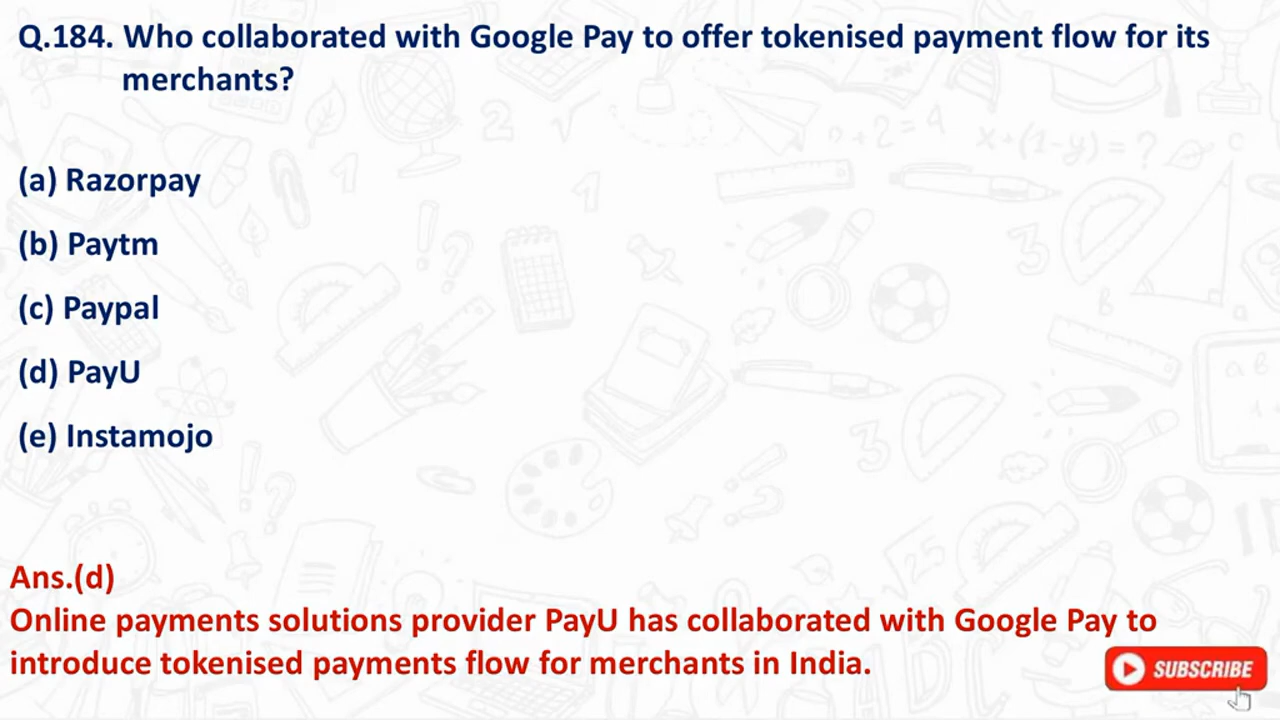 Q.184. Who collaborated with Google Pay to offer tokenised payment flow for its
merchants?
(a) Razorpay
(b) Paytm
(c) Paypal
(d) PayU
(e) Instamojo
Ans.(d)
Online payments solutions provider PayU has collaborated with Google Pay to
introduce tokenised payments flow for merchants in India.
SUBSCRIBE